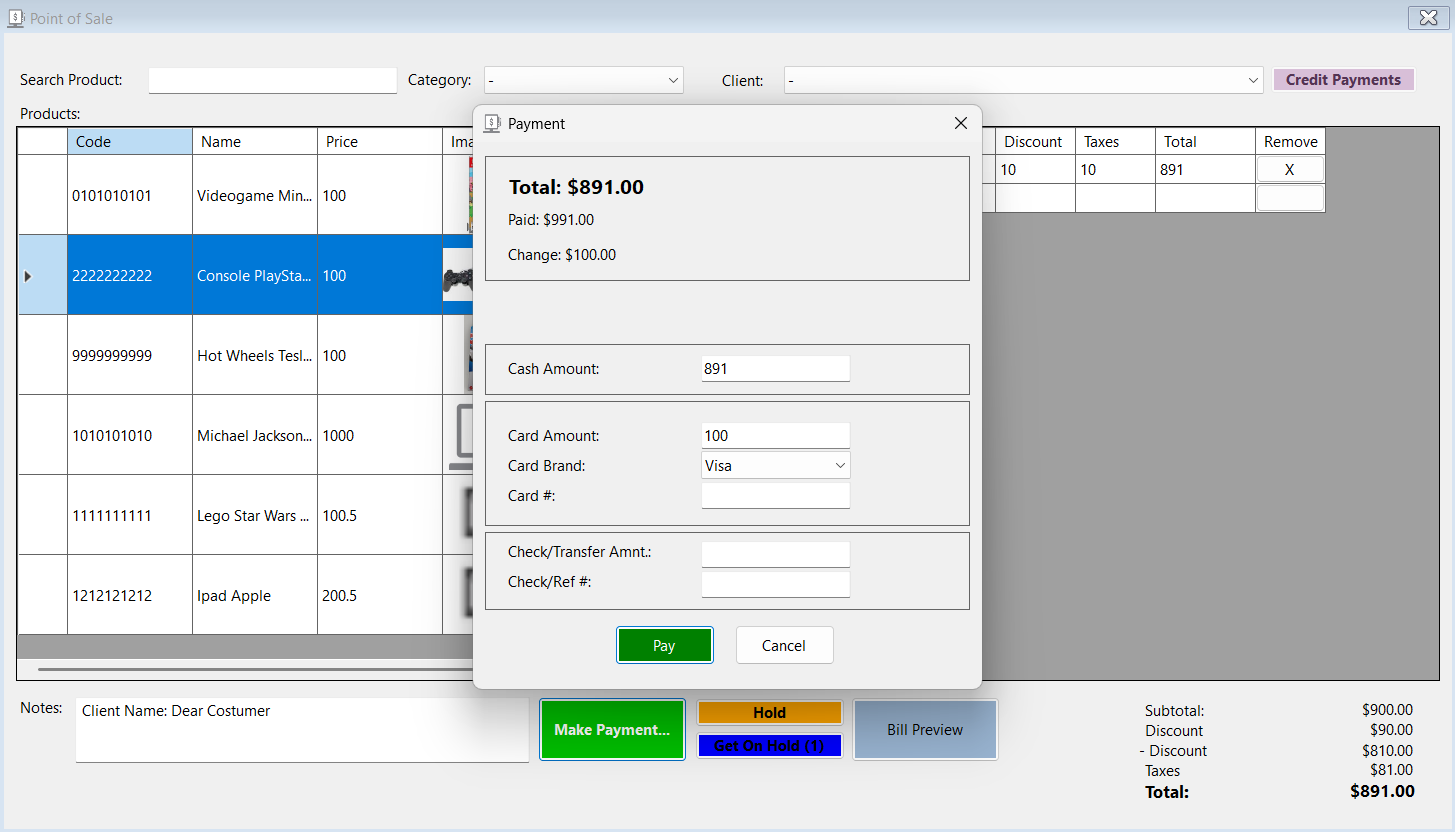 Point of Sale
Search Product:
Category: -
Client: -
Credit Payments
Products:
Code Name Price Ima
0101010101 Videogame Min... 100
2222222222 Console PlaySta... 100
9999999999 Hot Wheels Tesl... 100
1010101010 Michael Jackson... 1000
1111111111 Lego Star Wars ... 100.5
1212121212 Ipad Apple 200.5
Discount Taxes Total Remove
10 10 891 X
Payment
Total: $891.00
Paid: $991.00
Change: $100.00
Cash Amount: 891
Card Amount: 100
Card Brand: Visa
Card #:
Check/Transfer Amnt.:
Check/Ref #:
Pay Cancel
Notes: Client Name: Dear Costumer
Make Payment...
Hold
Get On Hold (1)
Bill Preview
Subtotal: $900.00
Discount $90.00
- Discount $810.00
Taxes $81.00
Total: $891.00